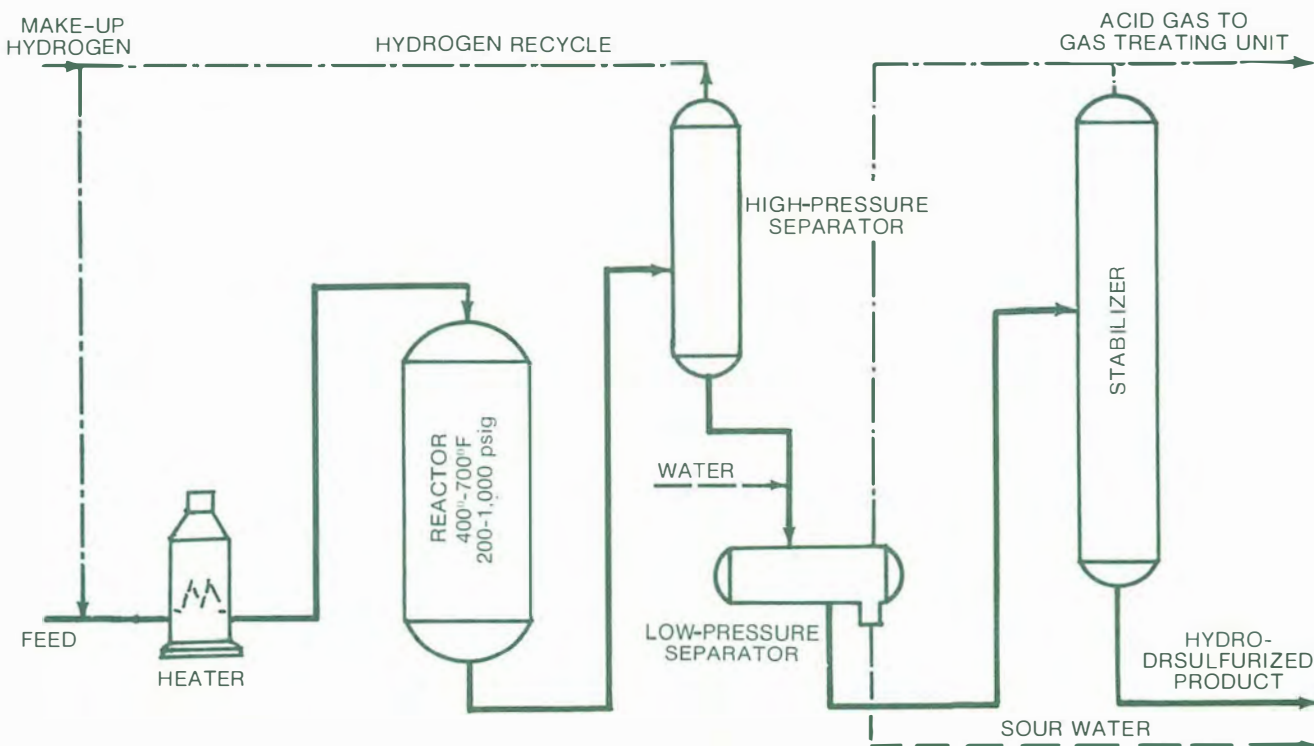 MAKE-UP
HYDROGEN
HYDROGEN RECYCLE
ACID GAS TO
GAS TREATING UNIT
HIGH-PRESSURE
SEPARATOR
STABILIZER
REACTOR
400°-700°F
200-1,000 psig
WATER
FEED
HEATER
LOW-PRESSURE
SEPARATOR
HYDRO-
DRSULFURIZED
PRODUCT
SOUR WATER